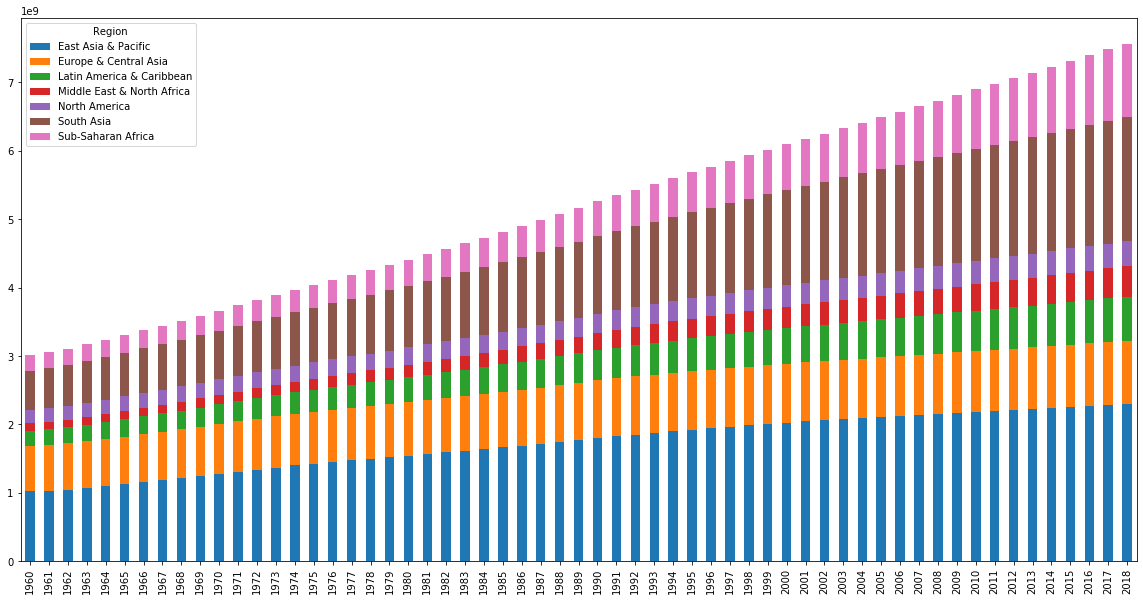 1e9
Region
East Asia & Pacific
Europe & Central Asia
Latin America & Caribbean
Middle East & North Africa
North America
South Asia
Sub-Saharan Africa
7
6
5
4
3
2
1
0
1960 1961 1962 1963 1964 1965 1966 1967 1968 1969 1970 1971 1972 1973 1974 1975 1976 1977 1978 1979 1980 1981 1982 1983 1984 1985 1986 1987 1988 1989 1990 1991 1992 1993 1994 1995 1996 1997 1998 1999 2000 2001 2002 2003 2004 2005 2006 2007 2008 2009 2010 2011 2012 2013 2014 2015 2016 2017 2018